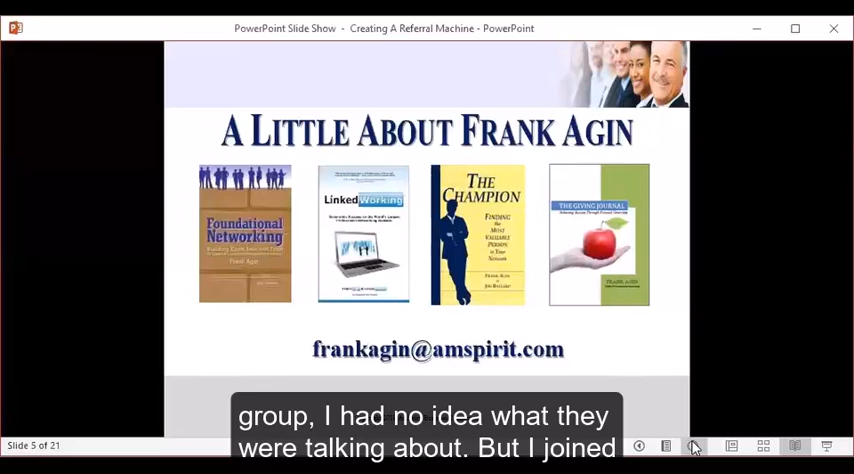 PowerPoint Slide Show - Creating A Referral Machine - PowerPoint
A LITTLE ABOUT FRANK AGIN
Foundational
Networking
Frank Agin
LinkedWorking
THE
CHAMPION
FINDING
the
MOST
VALUABLE
PERSON
in Your
Network
FRANK AGIN
THE GIVING JOURNAL
FRANK AGIN
frankagin@amspirit.com
group, I had no idea what they
were talking about. But I joined
Slide 5 of 21